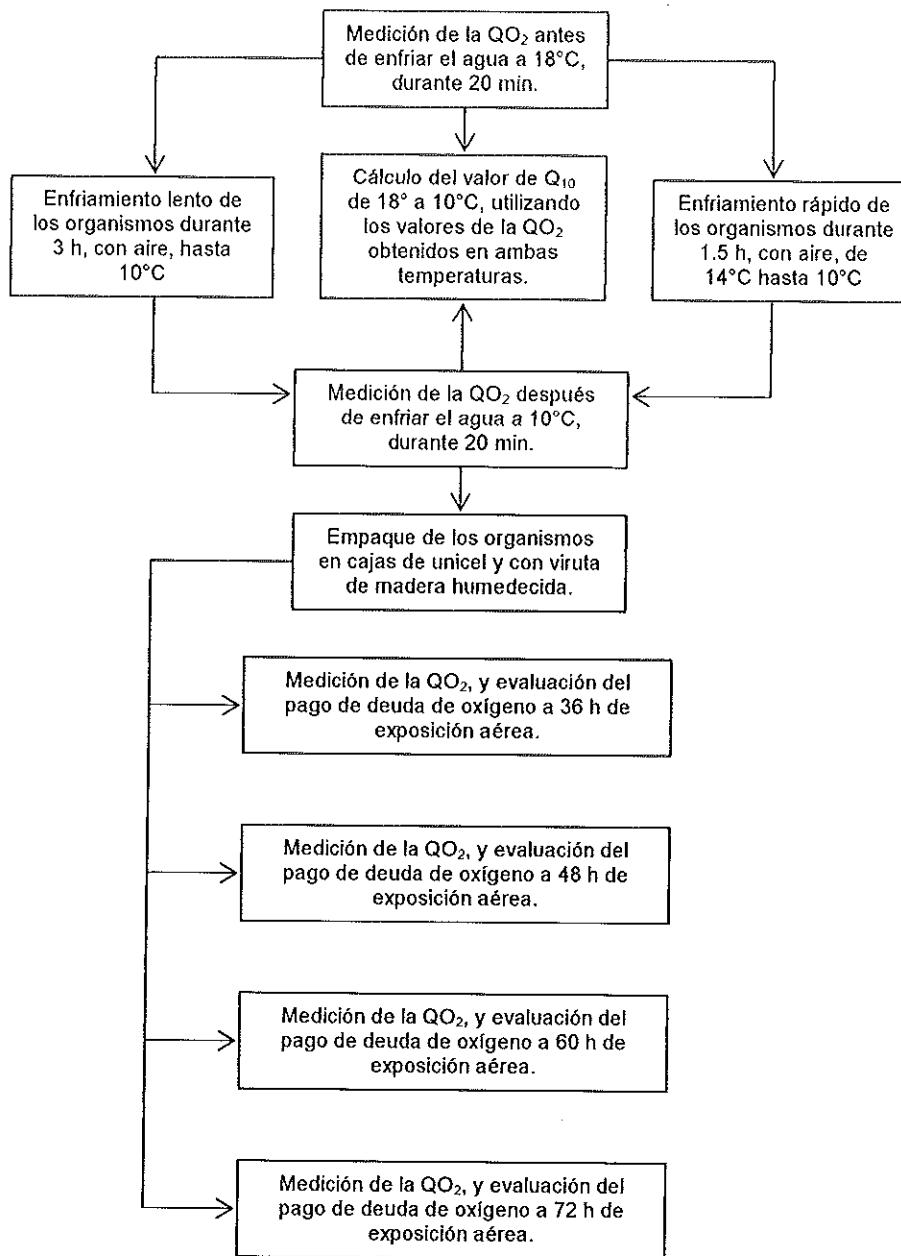 Medición de la QO₂ antes
de enfriar el agua a 18°C,
durante 20 min.
Enfriamiento lento de
los organismos durante
3 h, con aire, hasta
10°C
Cálculo del valor de Q₁₀
de 18° a 10°C, utilizando
los valores de la QO₂
obtenidos en ambas
temperaturas.
Enfriamiento rápido de
los organismos durante
1.5 h, con aire, de
14°C hasta 10°C
Medición de la QO₂ después
de enfriar el agua a 10°C,
durante 20 min.
Empaque de los organismos
en cajas de unicel y con viruta
de madera humedecida.
Medición de la QO₂, y evaluación del
pago de deuda de oxígeno a 36 h de
exposición aérea.
Medición de la QO₂, y evaluación del
pago de deuda de oxígeno a 48 h de
exposición aérea.
Medición de la QO₂, y evaluación del
pago de deuda de oxígeno a 60 h de
exposición aérea.
Medición de la QO₂, y evaluación del
pago de deuda de oxígeno a 72 h de
exposición aérea.